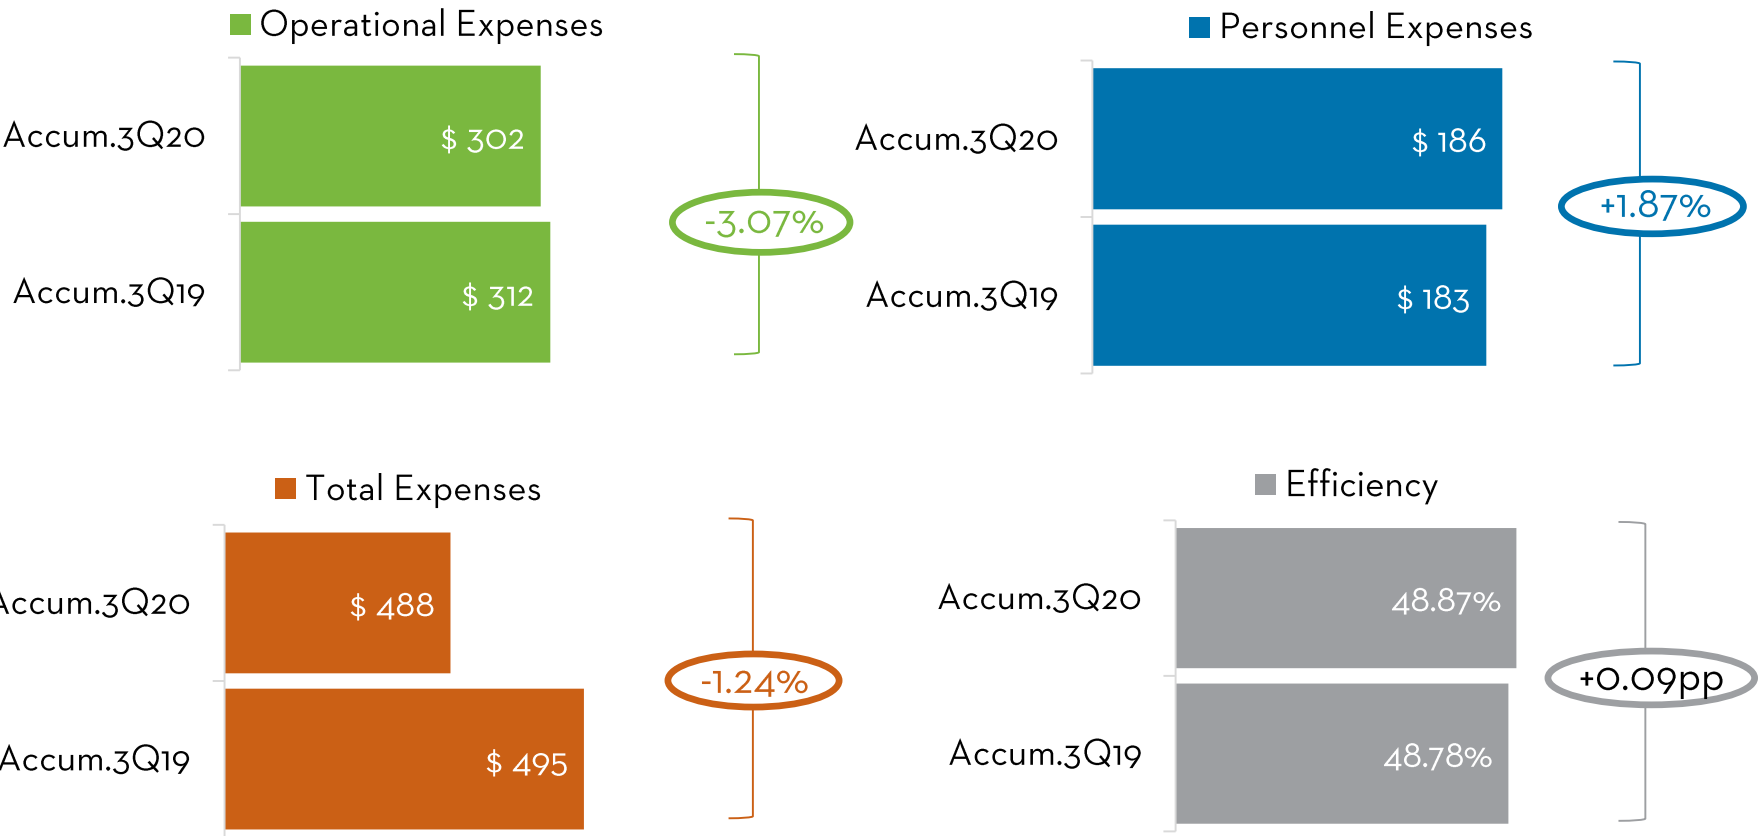 Operational Expenses
Accum.3Q20
$ 302
Accum.3Q19
$ 312
-3.07%
Personnel Expenses
Accum.3Q20
$ 186
Accum.3Q19
$ 183
+1.87%
Total Expenses
Accum.3Q20
$ 488
Accum.3Q19
$ 495
-1.24%
Efficiency
Accum.3Q20
48.87%
Accum.3Q19
48.78%
+0.09pp